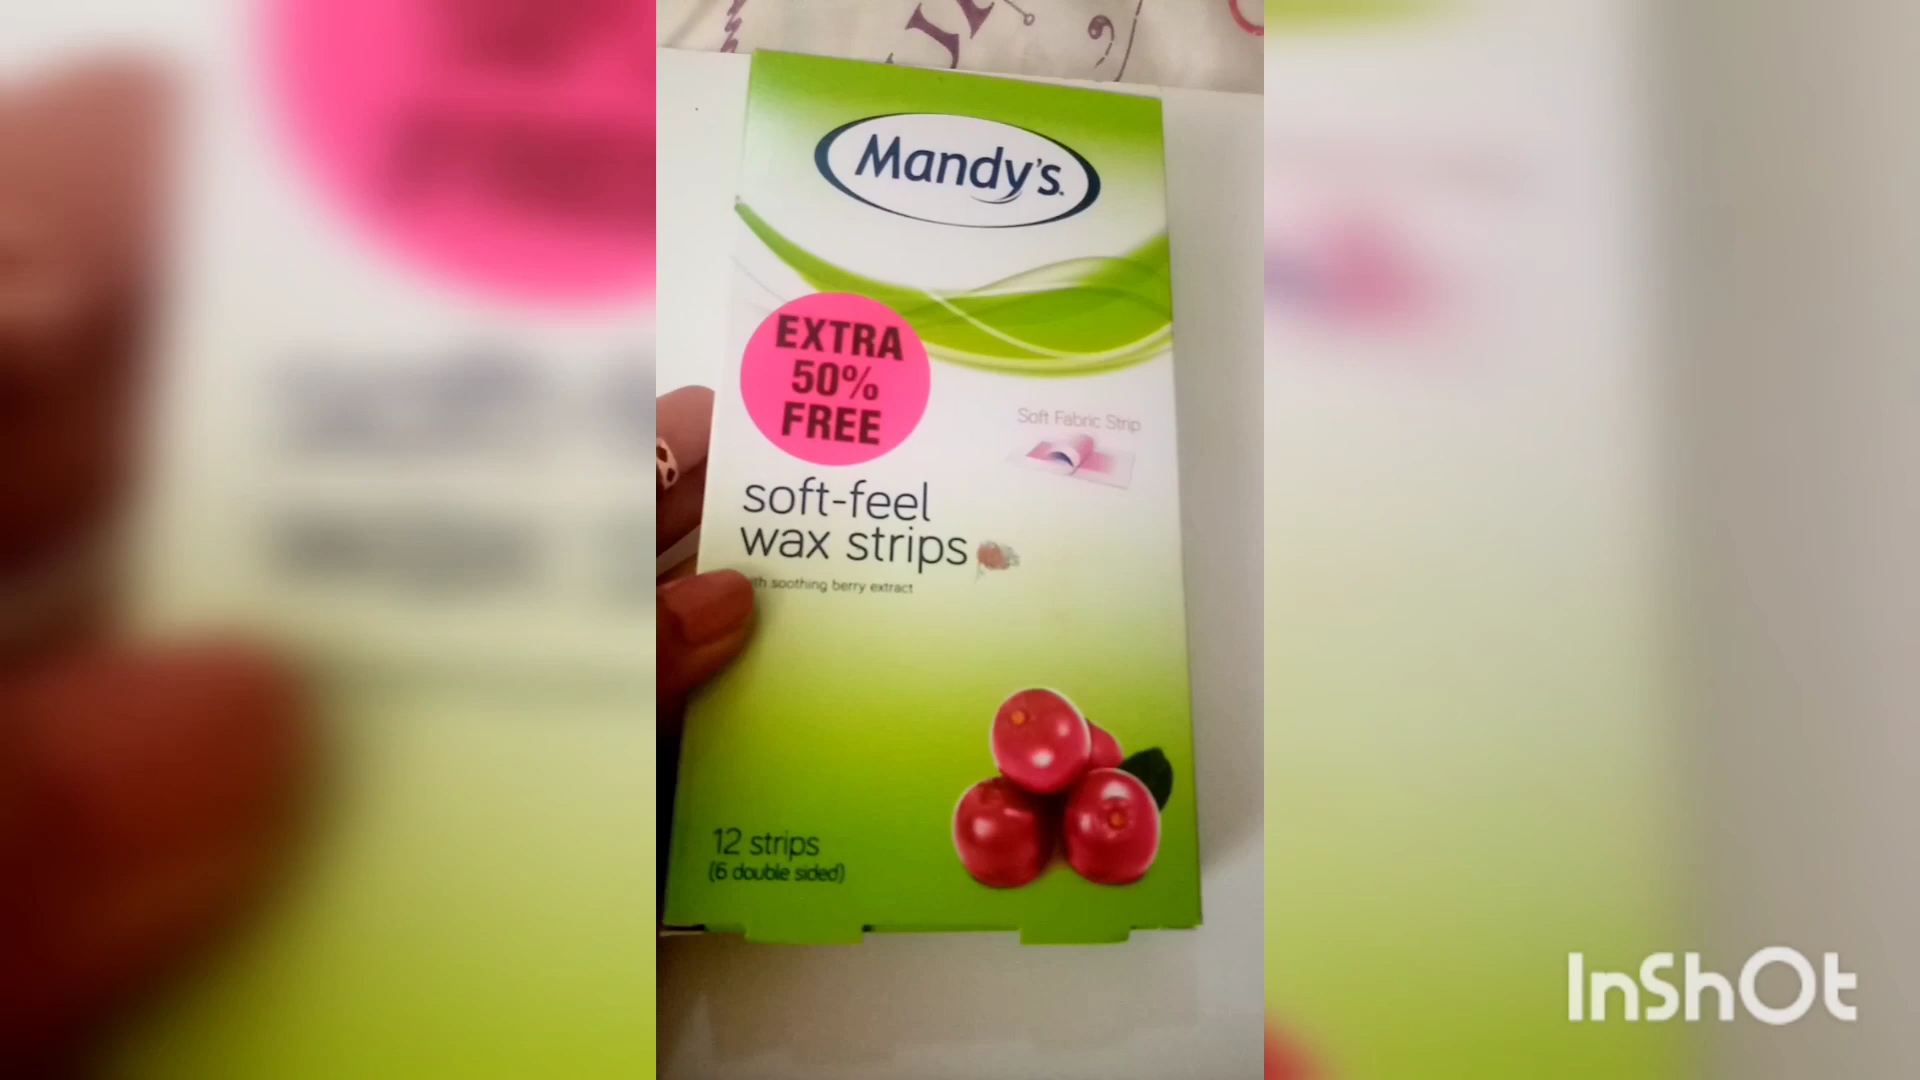 Mandy's
EXTRA
50%
FREE
Soft Fabric Strip
soft-feel
wax strips
soothing berry extract
12 strips
(6 double sided)
InShOt